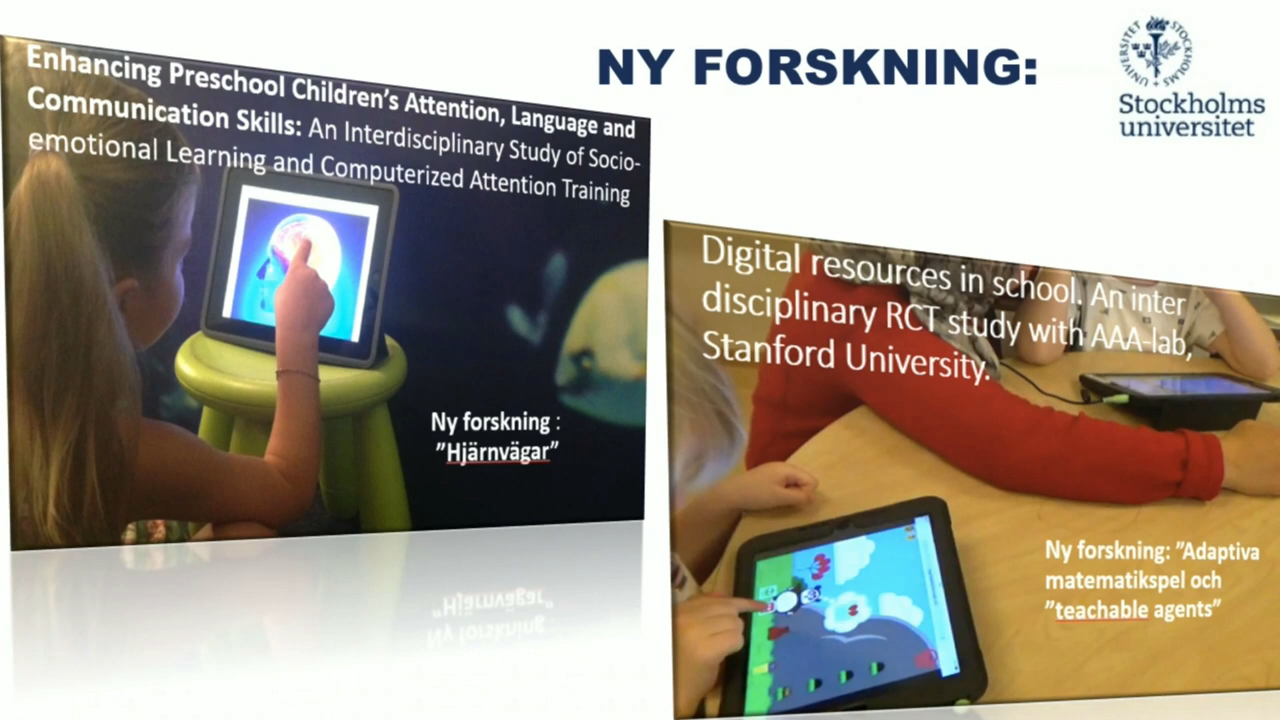 NY FORSKNING:
STOCKHOLMS UNIVERSITET
Stockholms
universitet
Enhancing Preschool Children's Attention, Language and
Communication Skills: An Interdisciplinary Study of Socio-
emotional Learning and Computerized Attention Training
Ny forskning :
”Hjärnvägar”
Digital resources in school. An inter
disciplinary RCT study with AAA-lab,
Stanford University.
Ny forskning: ”Adaptiva
matematikspel och
”teachable agents”